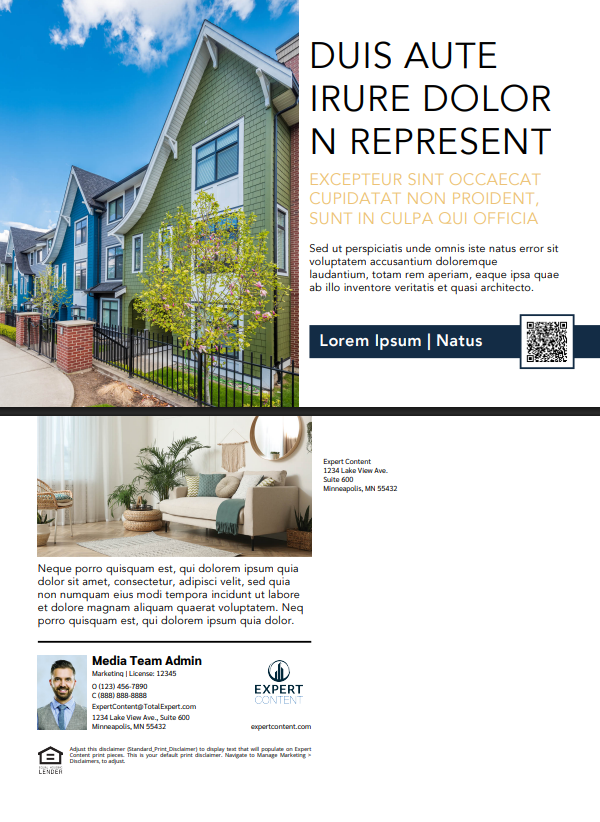 DUIS AUTE
IRURE DOLOR
N REPRESENT
EXCEPTEUR SINT OCCAECAT
CUPIDATAT NON PROIDENT,
SUNT IN CULPA QUI OFFICIA
Sed ut perspiciatis unde omnis iste natus error sit
voluptatem accusantium doloremque
laudantium, totam rem aperiam, eaque ipsa quae
ab illo inventore veritatis et quasi architecto.
Lorem Ipsum | Natus
Expert Content
1234 Lake View Ave.
Suite 600
Minneapolis, MN 55432
Neque porro quisquam est, qui dolorem ipsum quia
dolor sit amet, consectetur, adipisci velit, sed quia
non numquam eius modi tempora incidunt ut labore
et dolore magnam aliquam quaerat voluptatem. Neq
porro quisquam est, qui dolorem ipsum quia dolor.
Media Team Admin
Marketing | License: 12345
O (123) 456-7890
C (888) 888-8888
ExpertContent@TotalExpert.com
1234 Lake View Ave., Suite 600
Minneapolis, MN 55432
EXPERT
CONTENT
expertcontent.com
EQUAL HOUSING
LENDER
Adjust this disclaimer (Standard_Print_Disclaimer) to display text that will populate on Expert
Content print pieces. This is your default print disclaimer. Navigate to Manage Marketing >
Disclaimers, to adjust.